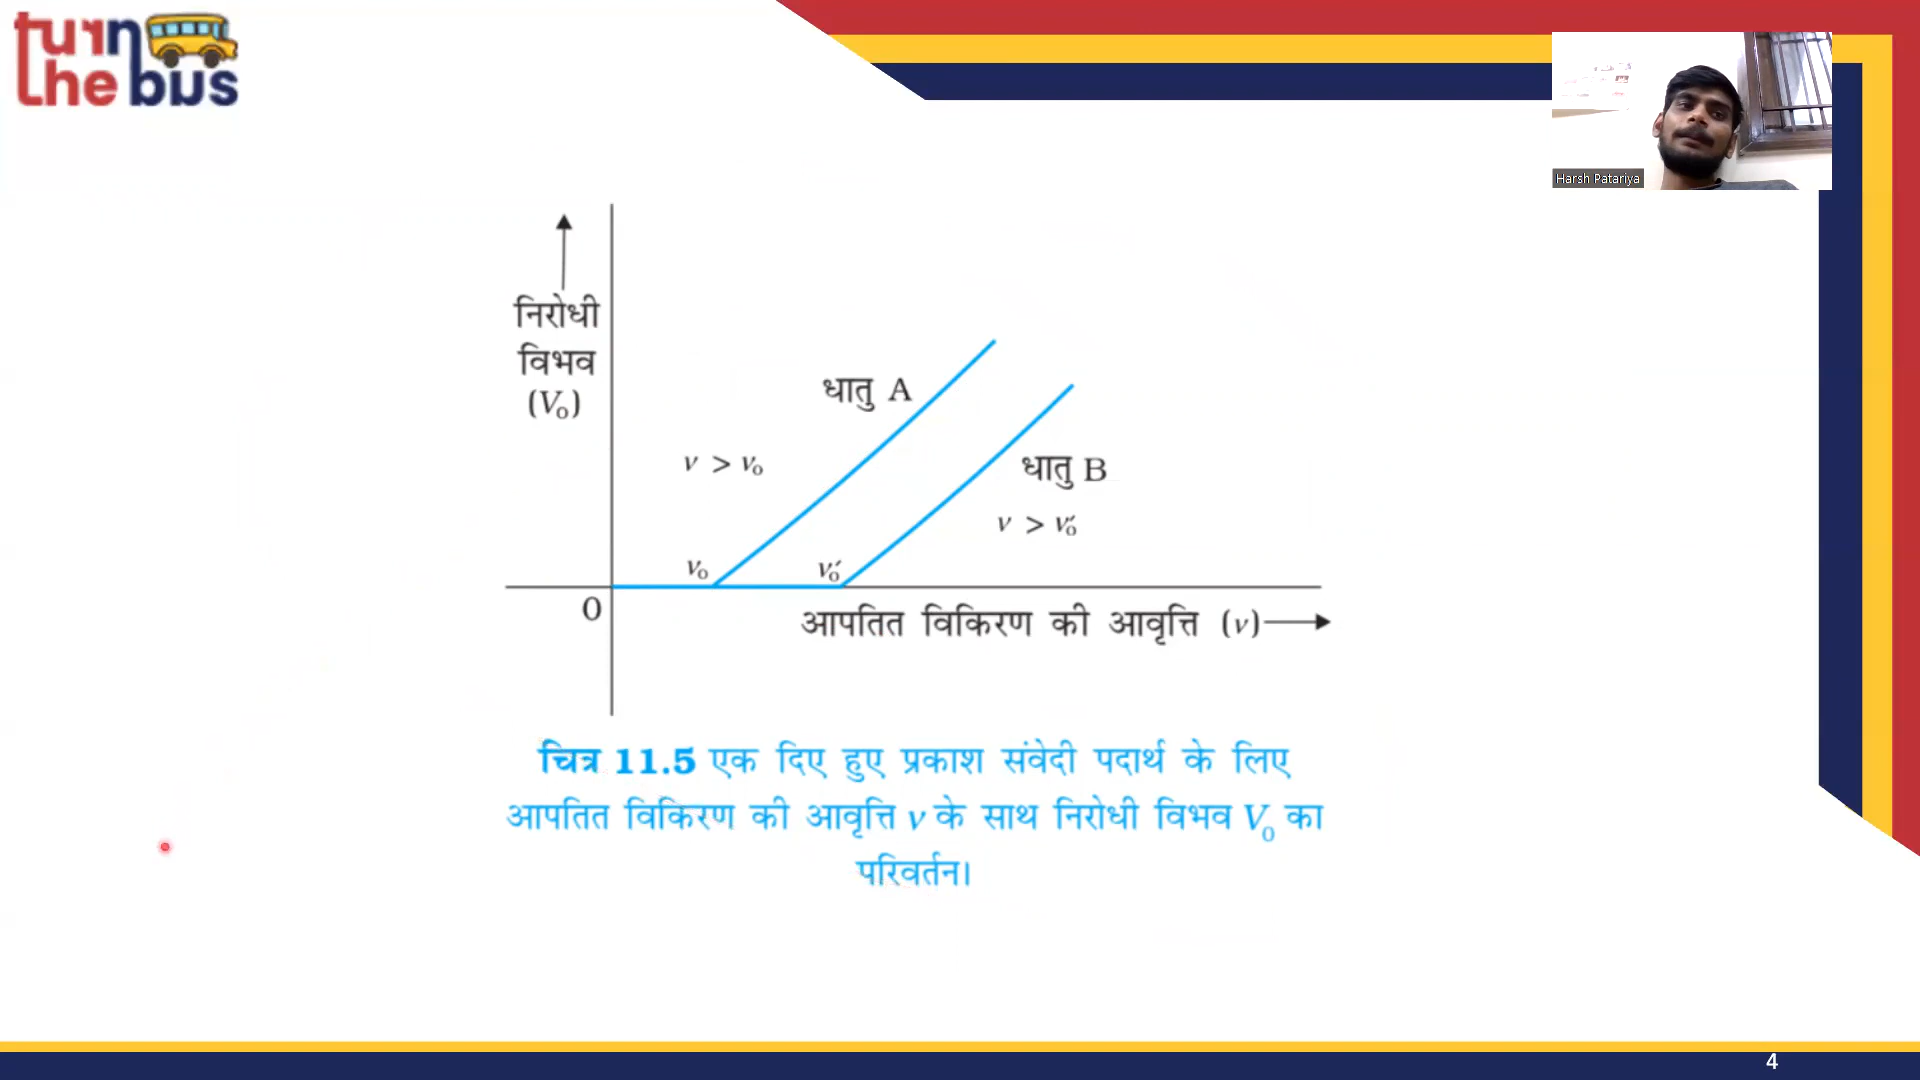 turn
the bus
Harsh Patariya
निरोधी
विभव
(V₀)
धातु A
ν > ν₀
धातु B
ν > ν₀′
ν₀
ν₀′
0
आपतित विकिरण की आवृत्ति (ν)
चित्र 11.5 एक दिए हुए प्रकाश संवेदी पदार्थ के लिए
आपतित विकिरण की आवृत्ति ν के साथ निरोधी विभव V₀ का
परिवर्तन।
4